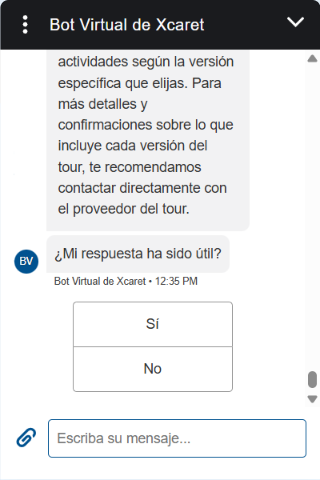 Bot Virtual de Xcaret
actividades según la versión
específica que elijas. Para
más detalles y
confirmaciones sobre lo que
incluye cada versión del
tour, te recomendamos
contactar directamente con
el proveedor del tour.
¿Mi respuesta ha sido útil?
BV
Bot Virtual de Xcaret • 12:35 PM
Sí
No
Escriba su mensaje...